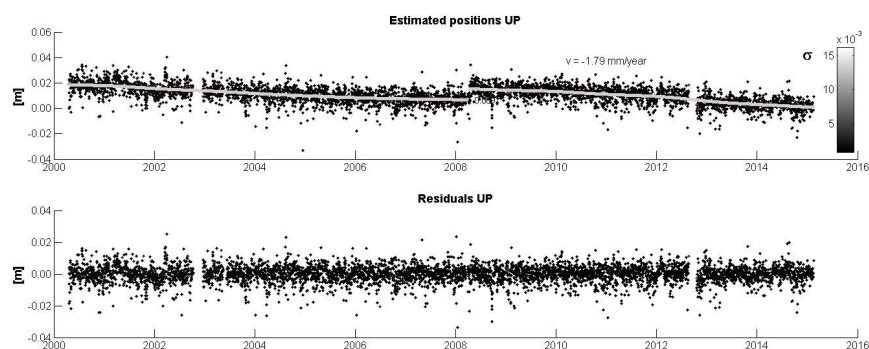 Estimated positions UP
0.06
0.04
0.02
0.00
-0.02
-0.04
[m]
v = -1.79 mm/year
σ
x 10⁻³
15
10
5
2000 2002 2004 2006 2008 2010 2012 2014 2016
Residuals UP
0.04
0.02
0.00
-0.02
-0.04
[m]
2000 2002 2004 2006 2008 2010 2012 2014 2016